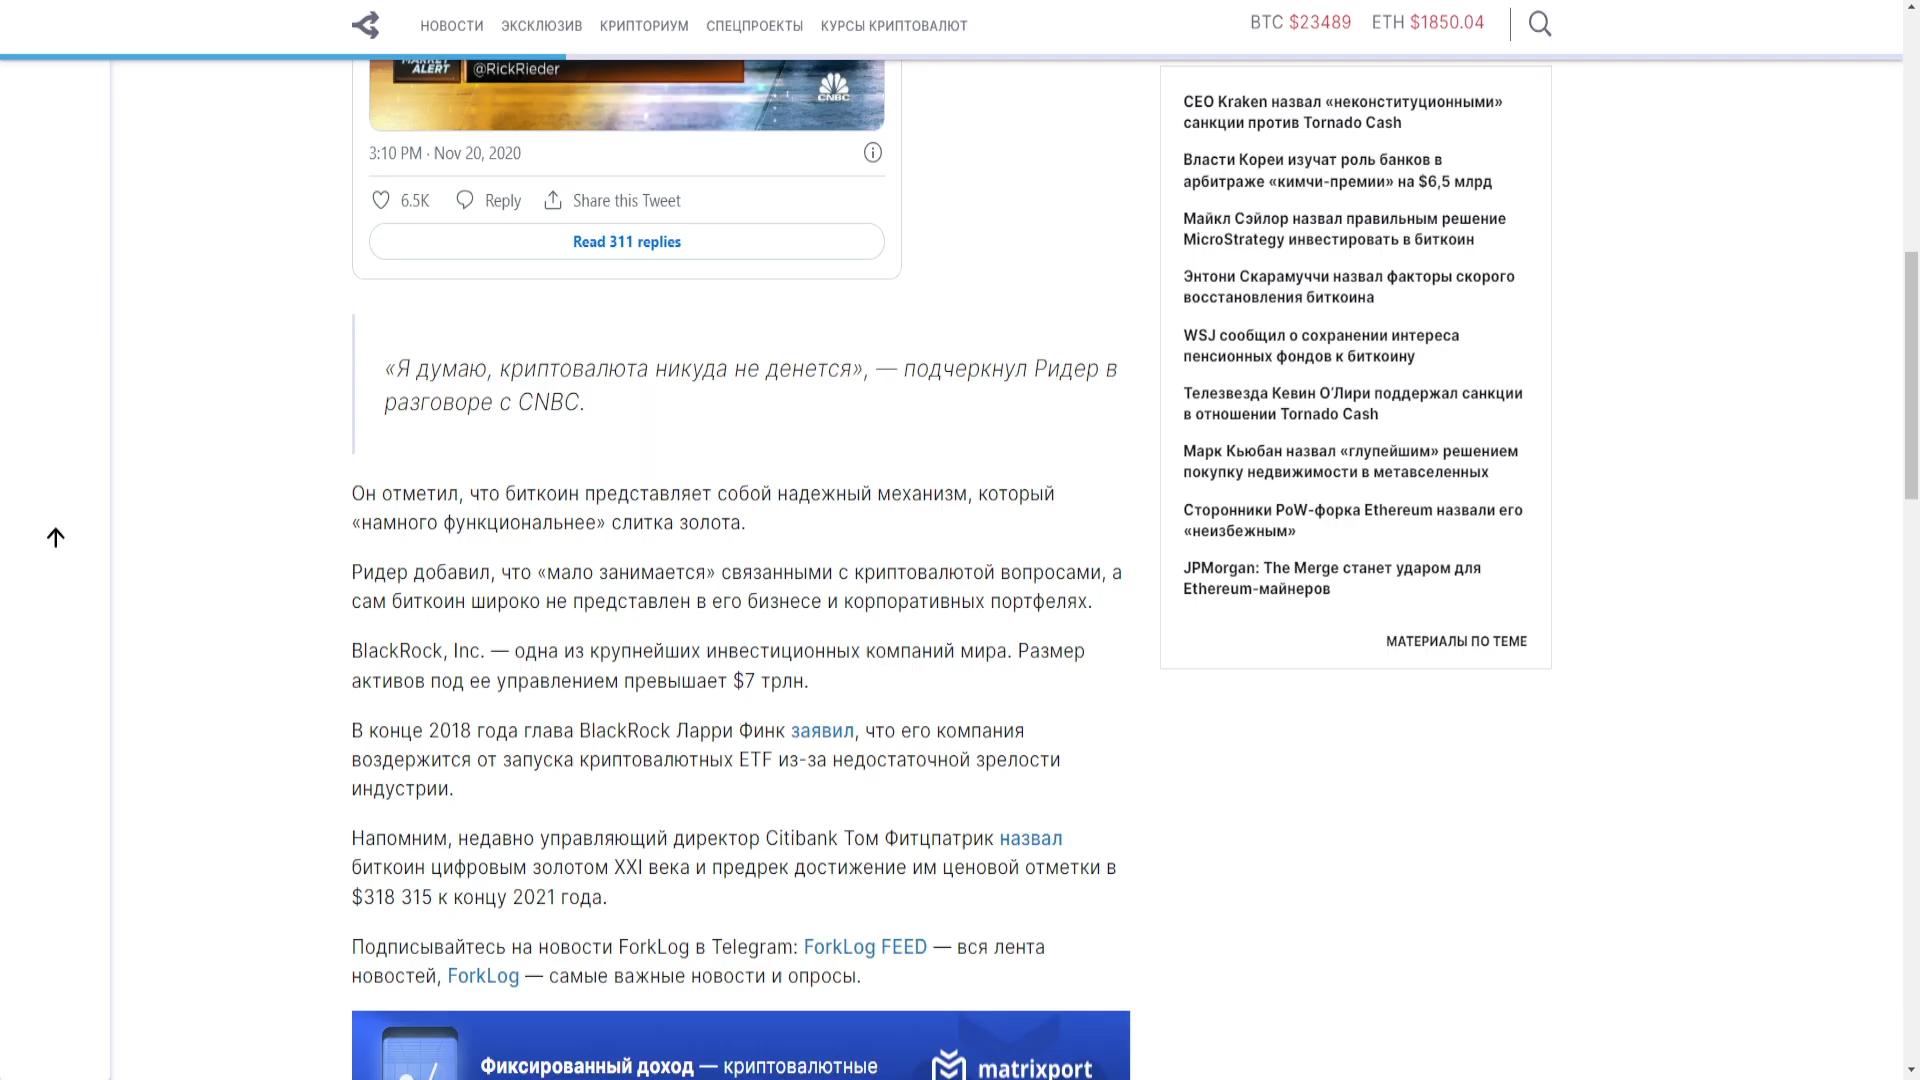 НОВОСТИ ЭКСКЛЮЗИВ КРИПТОРИУМ СПЕЦПРОЕКТЫ КУРСЫ КРИПТОВАЛЮТ
BTC $23489 ETH $1850.04
MARKET
ALERT
@RickRieder
CNBC
3:10 PM · Nov 20, 2020
6.5K Reply Share this Tweet
Read 311 replies
«Я думаю, криптовалюта никуда не денется», — подчеркнул Ридер в
разговоре с CNBC.
Он отметил, что биткоин представляет собой надежный механизм, который
«намного функциональнее» слитка золота.
Ридер добавил, что «мало занимается» связанными с криптовалютой вопросами, а
сам биткоин широко не представлен в его бизнесе и корпоративных портфелях.
BlackRock, Inc. — одна из крупнейших инвестиционных компаний мира. Размер
активов под ее управлением превышает $7 трлн.
В конце 2018 года глава BlackRock Ларри Финк заявил, что его компания
воздержится от запуска криптовалютных ETF из-за недостаточной зрелости
индустрии.
Напомним, недавно управляющий директор Citibank Том Фитцпатрик назвал
биткоин цифровым золотом XXI века и предрек достижение им ценовой отметки в
$318 315 к концу 2021 года.
Подписывайтесь на новости ForkLog в Telegram: ForkLog FEED — вся лента
новостей, ForkLog — самые важные новости и опросы.
Фиксированный доход — криптовалютные
matrixport
CEO Kraken назвал «неконституционными»
санкции против Tornado Cash
Власти Кореи изучат роль банков в
арбитраже «кимчи-премии» на $6,5 млрд
Майкл Сэйлор назвал правильным решение
MicroStrategy инвестировать в биткоин
Энтони Скарамуччи назвал факторы скорого
восстановления биткоина
WSJ сообщил о сохранении интереса
пенсионных фондов к биткоину
Телезвезда Кевин О’Лири поддержал санкции
в отношении Tornado Cash
Марк Кьюбан назвал «глупейшим» решением
покупку недвижимости в метавселенных
Сторонники PoW-форка Ethereum назвали его
«неизбежным»
JPMorgan: The Merge станет ударом для
Ethereum-майнеров
МАТЕРИАЛЫ ПО ТЕМЕ